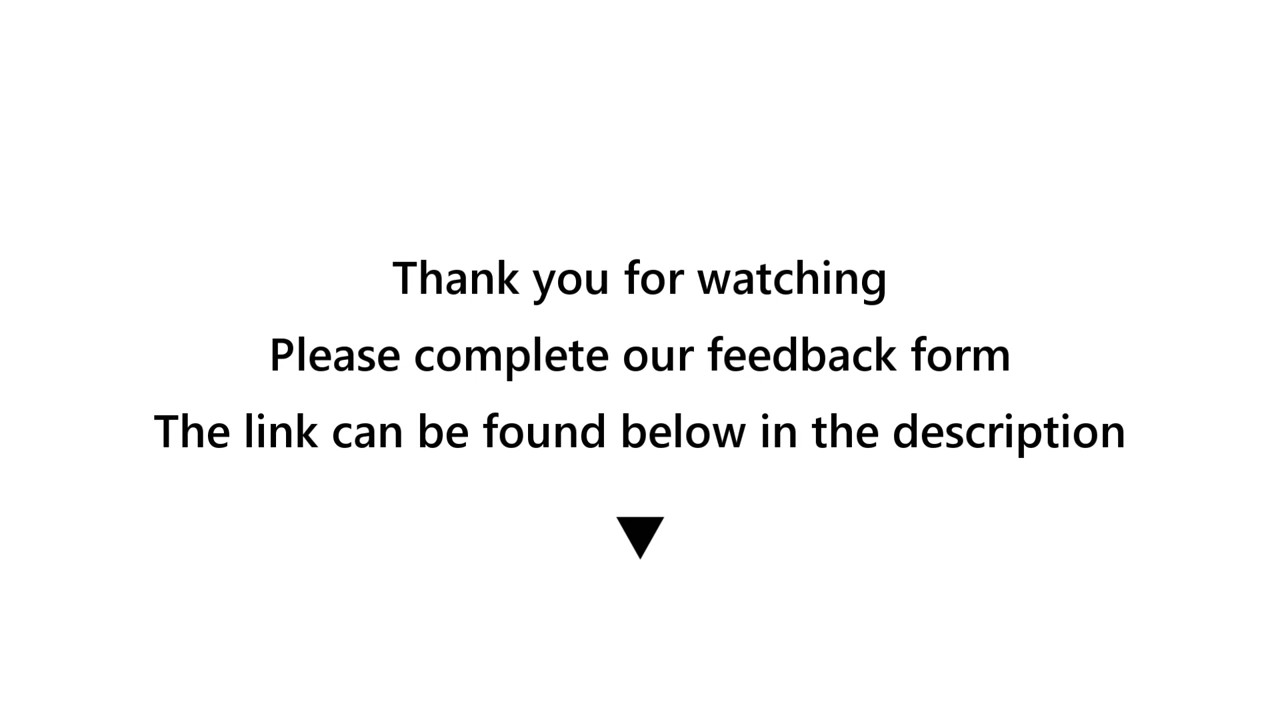 Thank you for watching
Please complete our feedback form
The link can be found below in the description